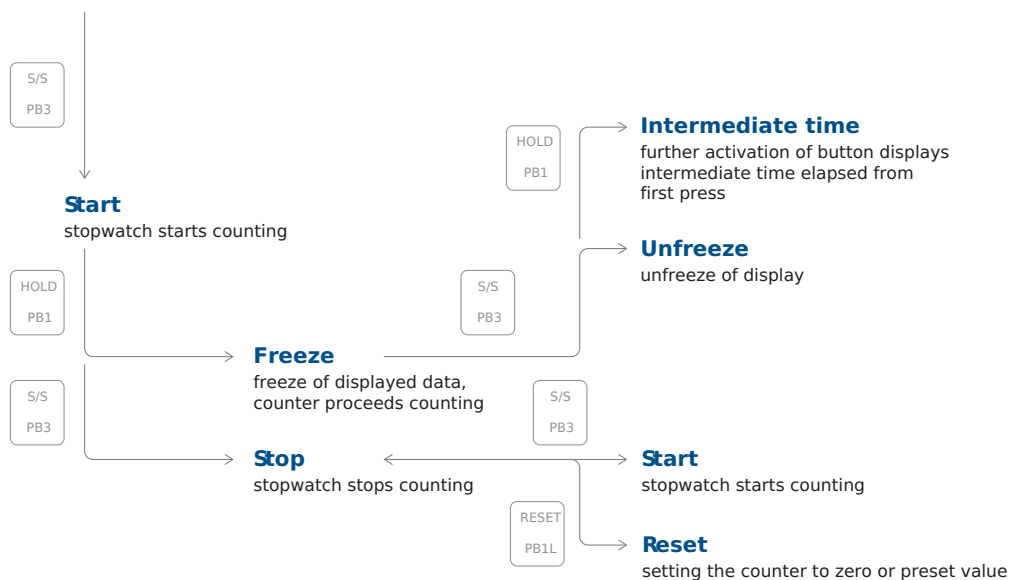 S/S
PB3
Start
stopwatch starts counting
HOLD
PB1
Intermediate time
further activation of button displays
intermediate time elapsed from
first press
S/S
PB3
Unfreeze
unfreeze of display
HOLD
PB1
Freeze
freeze of displayed data,
counter proceeds counting
S/S
PB3
Stop
stopwatch stops counting
S/S
PB3
Start
stopwatch starts counting
RESET
PB1L
Reset
setting the counter to zero or preset value